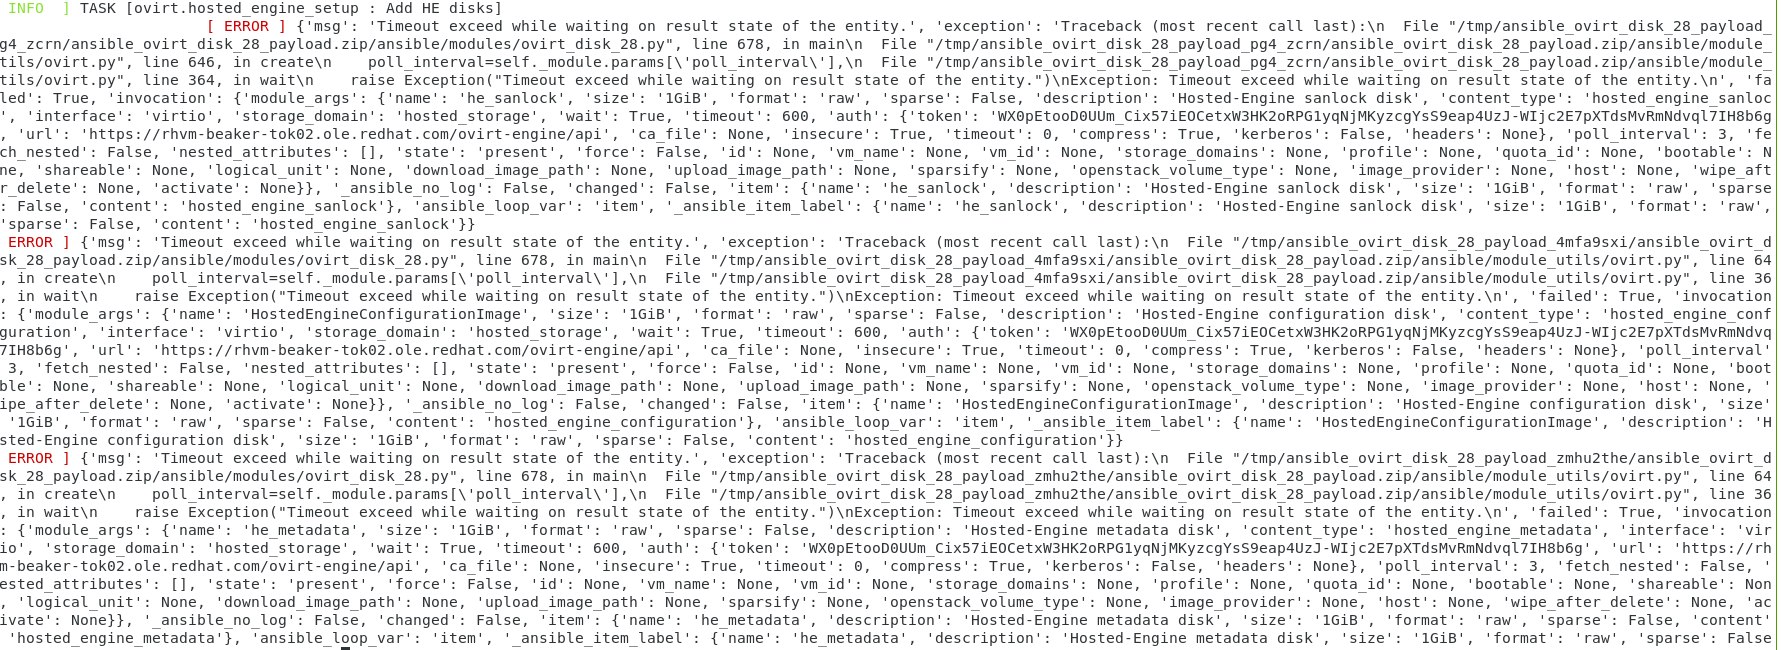 INFO  ] TASK [ovirt.hosted_engine_setup : Add HE disks]
[ ERROR ] {'msg': 'Timeout exceed while waiting on result state of the entity.', 'exception': 'Traceback (most recent call last):\n  File "/tmp/ansible_ovirt_disk_28_payload_
g4_zcrn/ansible_ovirt_disk_28_payload.zip/ansible/modules/ovirt_disk_28.py", line 678, in main\n  File "/tmp/ansible_ovirt_disk_28_payload_pg4_zcrn/ansible_ovirt_disk_28_payload.zip/ansible/module_
tils/ovirt.py", line 646, in create\n    poll_interval=self._module.params[\'poll_interval\'],\n  File "/tmp/ansible_ovirt_disk_28_payload_pg4_zcrn/ansible_ovirt_disk_28_payload.zip/ansible/module_
tils/ovirt.py", line 364, in wait\n    raise Exception("Timeout exceed while waiting on result state of the entity.")\nException: Timeout exceed while waiting on result state of the entity.\n', 'fa
led': True, 'invocation': {'module_args': {'name': 'he_sanlock', 'size': '1GiB', 'format': 'raw', 'sparse': False, 'description': 'Hosted-Engine sanlock disk', 'content_type': 'hosted_engine_sanloc
', 'interface': 'virtio', 'storage_domain': 'hosted_storage', 'wait': True, 'timeout': 600, 'auth': {'token': 'WX0pEtooD0UUm_Cix57iEOCetxW3HK2oRPG1yqNjMKyzcgYsS9eap4UzJ-WIjc2E7pXTdsMvRmNdvql7IH8b6g
, 'url': 'https://rhvm-beaker-tok02.ole.redhat.com/ovirt-engine/api', 'ca_file': None, 'insecure': True, 'timeout': 0, 'compress': True, 'kerberos': False, 'headers': None}, 'poll_interval': 3, 'fe
ch_nested': False, 'nested_attributes': [], 'state': 'present', 'force': False, 'id': None, 'vm_name': None, 'vm_id': None, 'storage_domains': None, 'profile': None, 'quota_id': None, 'bootable': N
ne, 'shareable': None, 'logical_unit': None, 'download_image_path': None, 'upload_image_path': None, 'sparsify': None, 'openstack_volume_type': None, 'image_provider': None, 'host': None, 'wipe_aft
r_delete': None, 'activate': None}}, '_ansible_no_log': False, 'changed': False, 'item': {'name': 'he_sanlock', 'description': 'Hosted-Engine sanlock disk', 'size': '1GiB', 'format': 'raw', 'sparse
: False, 'content': 'hosted_engine_sanlock'}, 'ansible_loop_var': 'item', '_ansible_item_label': {'name': 'he_sanlock', 'description': 'Hosted-Engine sanlock disk', 'size': '1GiB', 'format': 'raw',
'sparse': False, 'content': 'hosted_engine_sanlock'}}
ERROR ] {'msg': 'Timeout exceed while waiting on result state of the entity.', 'exception': 'Traceback (most recent call last):\n  File "/tmp/ansible_ovirt_disk_28_payload_4mfa9sxi/ansible_ovirt_d
sk_28_payload.zip/ansible/modules/ovirt_disk_28.py", line 678, in main\n  File "/tmp/ansible_ovirt_disk_28_payload_4mfa9sxi/ansible_ovirt_disk_28_payload.zip/ansible/module_utils/ovirt.py", line 64
, in create\n    poll_interval=self._module.params[\'poll_interval\'],\n  File "/tmp/ansible_ovirt_disk_28_payload_4mfa9sxi/ansible_ovirt_disk_28_payload.zip/ansible/module_utils/ovirt.py", line 36
, in wait\n    raise Exception("Timeout exceed while waiting on result state of the entity.")\nException: Timeout exceed while waiting on result state of the entity.\n', 'failed': True, 'invocation
: {'module_args': {'name': 'HostedEngineConfigurationImage', 'size': '1GiB', 'format': 'raw', 'sparse': False, 'description': 'Hosted-Engine configuration disk', 'content_type': 'hosted_engine_conf
guration', 'interface': 'virtio', 'storage_domain': 'hosted_storage', 'wait': True, 'timeout': 600, 'auth': {'token': 'WX0pEtooD0UUm_Cix57iEOCetxW3HK2oRPG1yqNjMKyzcgYsS9eap4UzJ-WIjc2E7pXTdsMvRmNdvq
7IH8b6g', 'url': 'https://rhvm-beaker-tok02.ole.redhat.com/ovirt-engine/api', 'ca_file': None, 'insecure': True, 'timeout': 0, 'compress': True, 'kerberos': False, 'headers': None}, 'poll_interval'
3, 'fetch_nested': False, 'nested_attributes': [], 'state': 'present', 'force': False, 'id': None, 'vm_name': None, 'vm_id': None, 'storage_domains': None, 'profile': None, 'quota_id': None, 'boot
ble': None, 'shareable': None, 'logical_unit': None, 'download_image_path': None, 'upload_image_path': None, 'sparsify': None, 'openstack_volume_type': None, 'image_provider': None, 'host': None, '
ipe_after_delete': None, 'activate': None}}, '_ansible_no_log': False, 'changed': False, 'item': {'name': 'HostedEngineConfigurationImage', 'description': 'Hosted-Engine configuration disk', 'size'
'1GiB', 'format': 'raw', 'sparse': False, 'content': 'hosted_engine_configuration'}, 'ansible_loop_var': 'item', '_ansible_item_label': {'name': 'HostedEngineConfigurationImage', 'description': 'H
sted-Engine configuration disk', 'size': '1GiB', 'format': 'raw', 'sparse': False, 'content': 'hosted_engine_configuration'}}
ERROR ] {'msg': 'Timeout exceed while waiting on result state of the entity.', 'exception': 'Traceback (most recent call last):\n  File "/tmp/ansible_ovirt_disk_28_payload_zmhu2the/ansible_ovirt_d
sk_28_payload.zip/ansible/modules/ovirt_disk_28.py", line 678, in main\n  File "/tmp/ansible_ovirt_disk_28_payload_zmhu2the/ansible_ovirt_disk_28_payload.zip/ansible/module_utils/ovirt.py", line 64
, in create\n    poll_interval=self._module.params[\'poll_interval\'],\n  File "/tmp/ansible_ovirt_disk_28_payload_zmhu2the/ansible_ovirt_disk_28_payload.zip/ansible/module_utils/ovirt.py", line 36
, in wait\n    raise Exception("Timeout exceed while waiting on result state of the entity.")\nException: Timeout exceed while waiting on result state of the entity.\n', 'failed': True, 'invocation
: {'module_args': {'name': 'he_metadata', 'size': '1GiB', 'format': 'raw', 'sparse': False, 'description': 'Hosted-Engine metadata disk', 'content_type': 'hosted_engine_metadata', 'interface': 'vir
io', 'storage_domain': 'hosted_storage', 'wait': True, 'timeout': 600, 'auth': {'token': 'WX0pEtooD0UUm_Cix57iEOCetxW3HK2oRPG1yqNjMKyzcgYsS9eap4UzJ-WIjc2E7pXTdsMvRmNdvql7IH8b6g', 'url': 'https://rh
m-beaker-tok02.ole.redhat.com/ovirt-engine/api', 'ca_file': None, 'insecure': True, 'timeout': 0, 'compress': True, 'kerberos': False, 'headers': None}, 'poll_interval': 3, 'fetch_nested': False, '
ested_attributes': [], 'state': 'present', 'force': False, 'id': None, 'vm_name': None, 'vm_id': None, 'storage_domains': None, 'profile': None, 'quota_id': None, 'bootable': None, 'shareable': Non
, 'logical_unit': None, 'download_image_path': None, 'upload_image_path': None, 'sparsify': None, 'openstack_volume_type': None, 'image_provider': None, 'host': None, 'wipe_after_delete': None, 'ac
ivate': None}}, '_ansible_no_log': False, 'changed': False, 'item': {'name': 'he_metadata', 'description': 'Hosted-Engine metadata disk', 'size': '1GiB', 'format': 'raw', 'sparse': False, 'content'
'hosted_engine_metadata'}, 'ansible_loop_var': 'item', '_ansible_item_label': {'name': 'he_metadata', 'description': 'Hosted-Engine metadata disk', 'size': '1GiB', 'format': 'raw', 'sparse': False